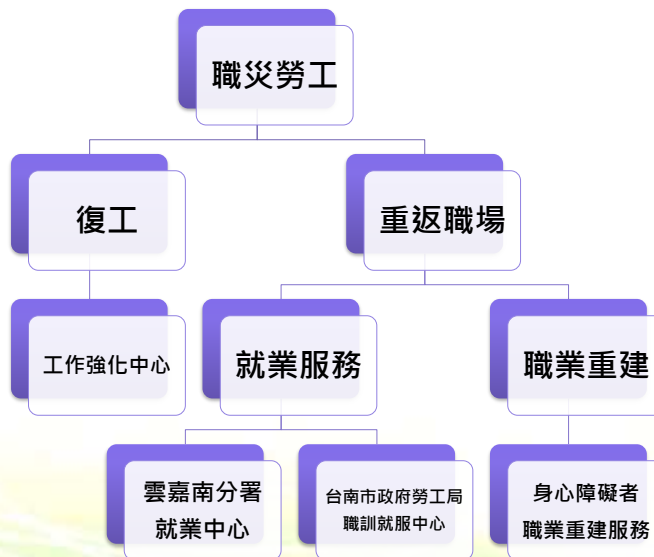 職災勞工
復工
重返職場
工作強化中心
就業服務
職業重建
雲嘉南分署
就業中心
台南市政府勞工局
職訓就服中心
身心障礙者
職業重建服務